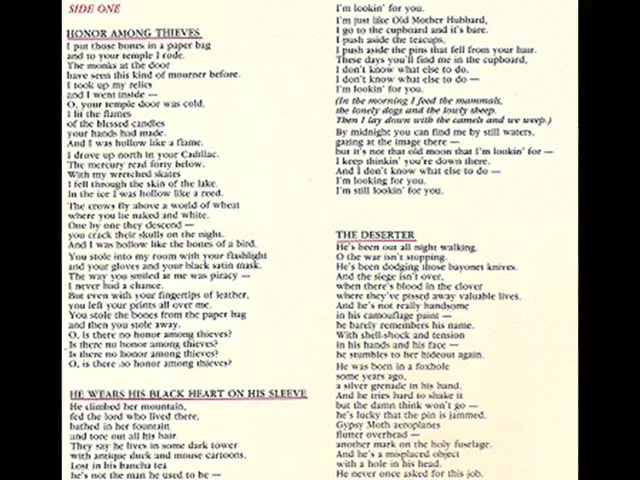 SIDE ONE
HONOR AMONG THIEVES
I put those bones in a paper bag
and to your temple I rode.
The monks at the door
have seen this kind of mourner before.
I took up my relics
and I went inside —
O, your temple door was cold.
I lit the flames
of the blessed candles
your hands had made.
And I was hollow like a flame.
I drove up north in your Cadillac.
The mercury read forty below.
With my wretched skates
I fell through the skin of the lake.
In the ice I was hollow like a reed.
The crows fly above a world of wheat
where you lie naked and white.
One by one they descend —
you crack their skulls on the night.
And I was hollow like the bones of a bird.
You stole into my room with your flashlight
and your gloves and your black satin mask.
The way you smiled at me was piracy —
I never had a chance.
But even with your fingertips of leather,
you left your prints all over me.
You stole the bones from the paper bag
and then you stole away.
O, is there no honor among thieves?
Is there no honor among thieves?
Is there no honor among thieves?
O, is there no honor among thieves?
HE WEARS HIS BLACK HEART ON HIS SLEEVE
He climbed her mountain,
fed the lord who lived there,
bathed in her fountain
and tore out all his hair.
They say he lives in some dark tower
with antique duck and mouse cartoons.
Lost in his bancha tea
he's not the man he used to be —
I'm lookin' for you.
I'm just like Old Mother Hubbard,
I go to the cupboard and it's bare.
I push aside the teacups,
I push aside the pins that fell from your hair.
These days you'll find me in the cupboard,
I don't know what else to do.
I don't know what else to do —
I'm lookin' for you.
(In the morning I feed the mammals,
the lonely dogs and the lowly sheep.
Then I lay down with the camels and we weep.)
By midnight you can find me by still waters,
gazing at the image there —
but it's not that old moon that I'm lookin' for —
I keep thinkin' you're down there.
And I don't know what else to do —
I'm looking for you.
I'm still lookin' for you.
THE DESERTER
He's been out all night walking,
O the war isn't stopping.
He's been dodging those bayonet knives.
And the siege isn't over,
when there's blood in the clover
where they've pissed away valuable lives.
And he's not really handsome
in his camouflage paint —
he barely remembers his name.
With shell-shock and tension
in his hands and his face —
he stumbles to her hideout again.
He was born in a foxhole
some years ago,
a silver grenade in his hand.
And he tries hard to shake it
but the damn think won't go —
he's lucky that the pin is jammed.
Gypsy Moth aeroplanes
flutter overhead —
another mark on the holy fuselage.
And he's a misplaced object
with a hole in his head.
He never once asked for this job.